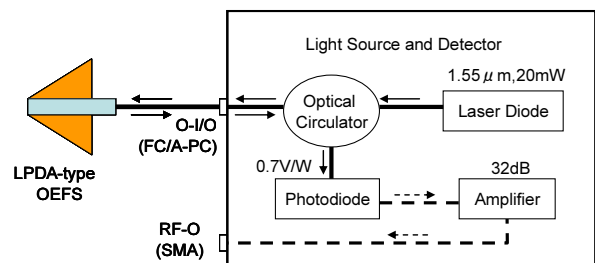 Light Source and Detector
1.55μm,20mW
Optical
Circulator
Laser Diode
O-I/O
(FC/A-PC)
LPDA-type
OEFS
0.7V/W
32dB
Photodiode
Amplifier
RF-O
(SMA)